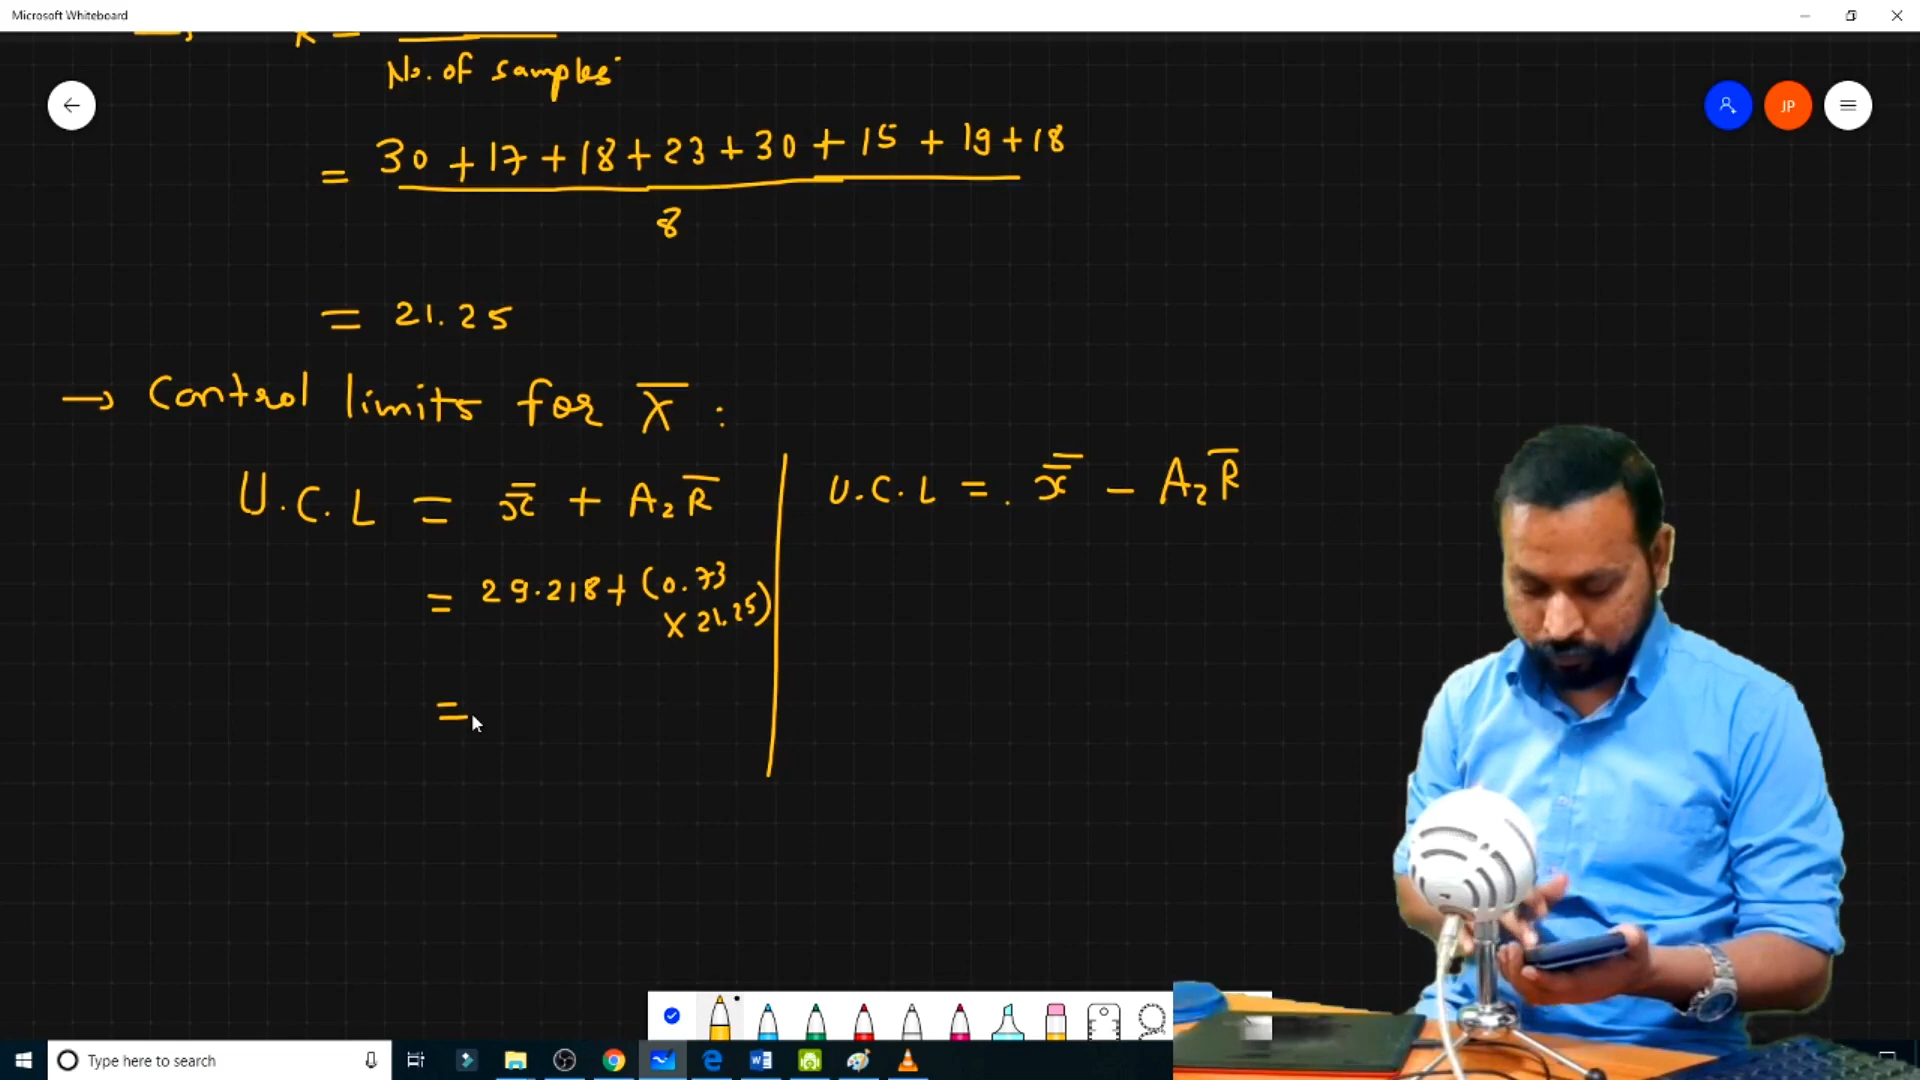 Microsoft Whiteboard
No. of samples
JP
= 30 + 17 + 18 + 23 + 30 + 15 + 19 + 18
8
= 21.25
→ Control limits for X̅ :
U.C.L = x̿ + A₂R̅
= 29.218 + (0.73
× 21.25)
=
U.C.L = . x̿ − A₂R̅
Type here to search